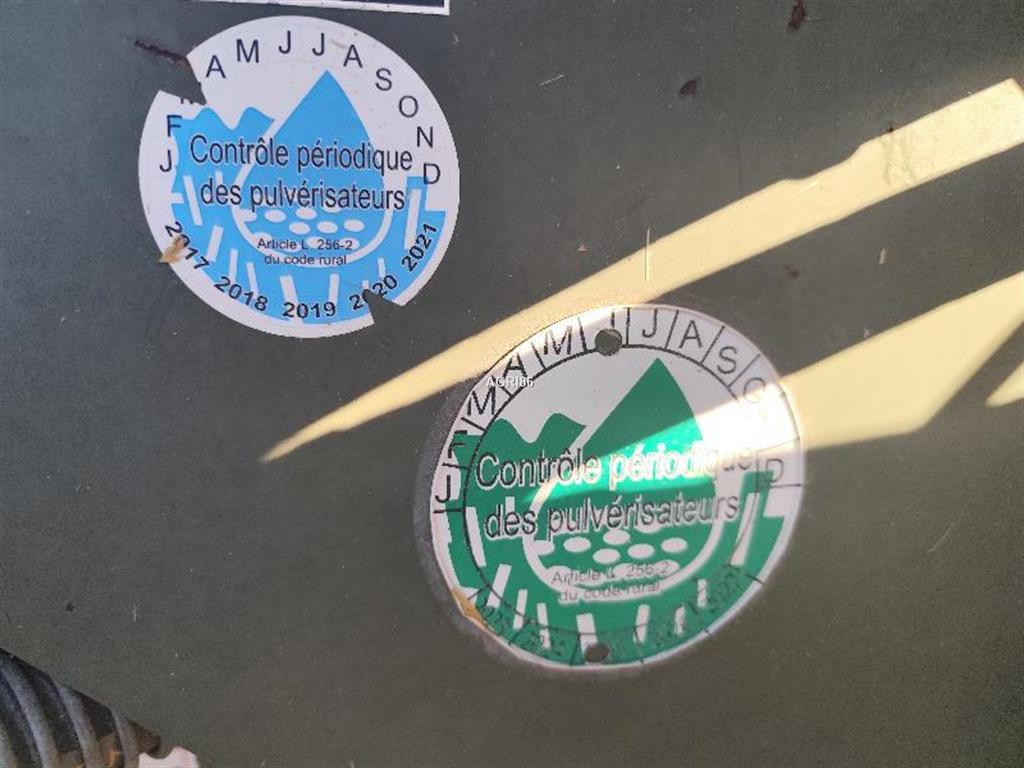 J F M A M J J A S O N D
Contrôle périodique
des pulvérisateurs
Article L. 256-2
du code rural
2017 2018 2019 2020 2021
AGRI86
J F M A M J J A S O D
Contrôle périodique
des pulvérisateurs
Article L. 256-2
du code rural